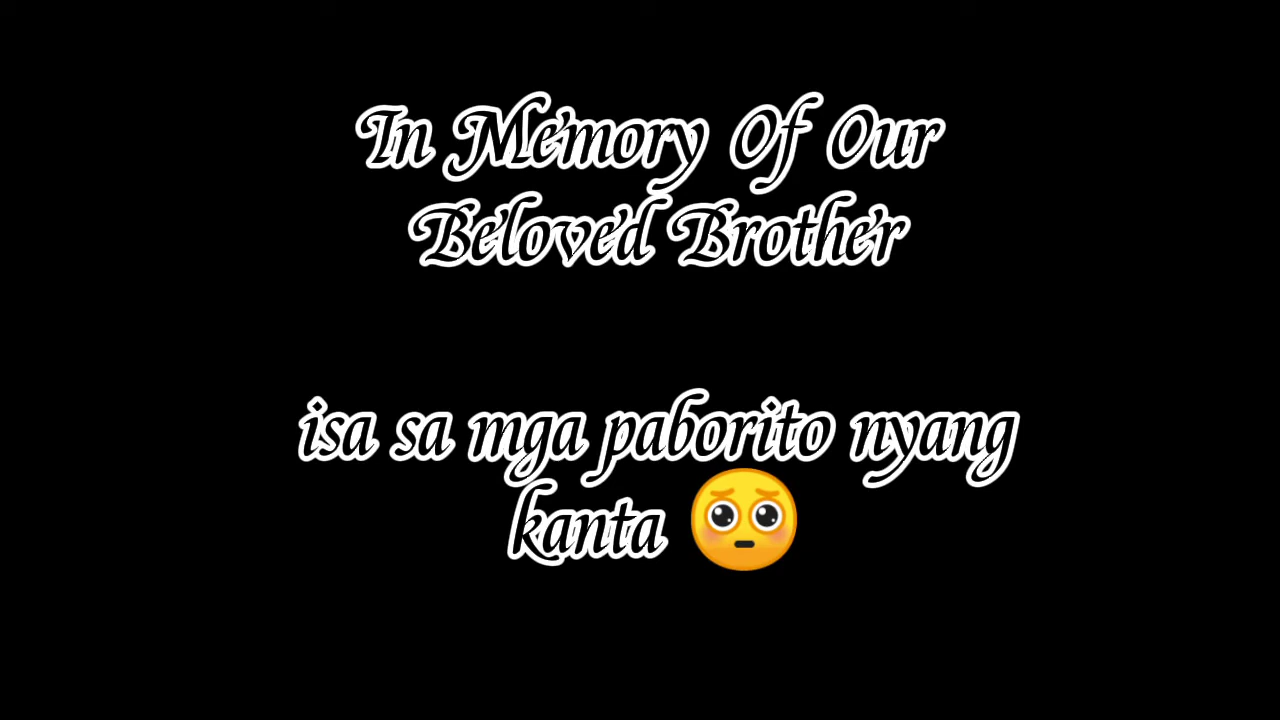 In Memory Of Our
Beloved Brother
isa sa mga paborito nyang
kanta 🥺